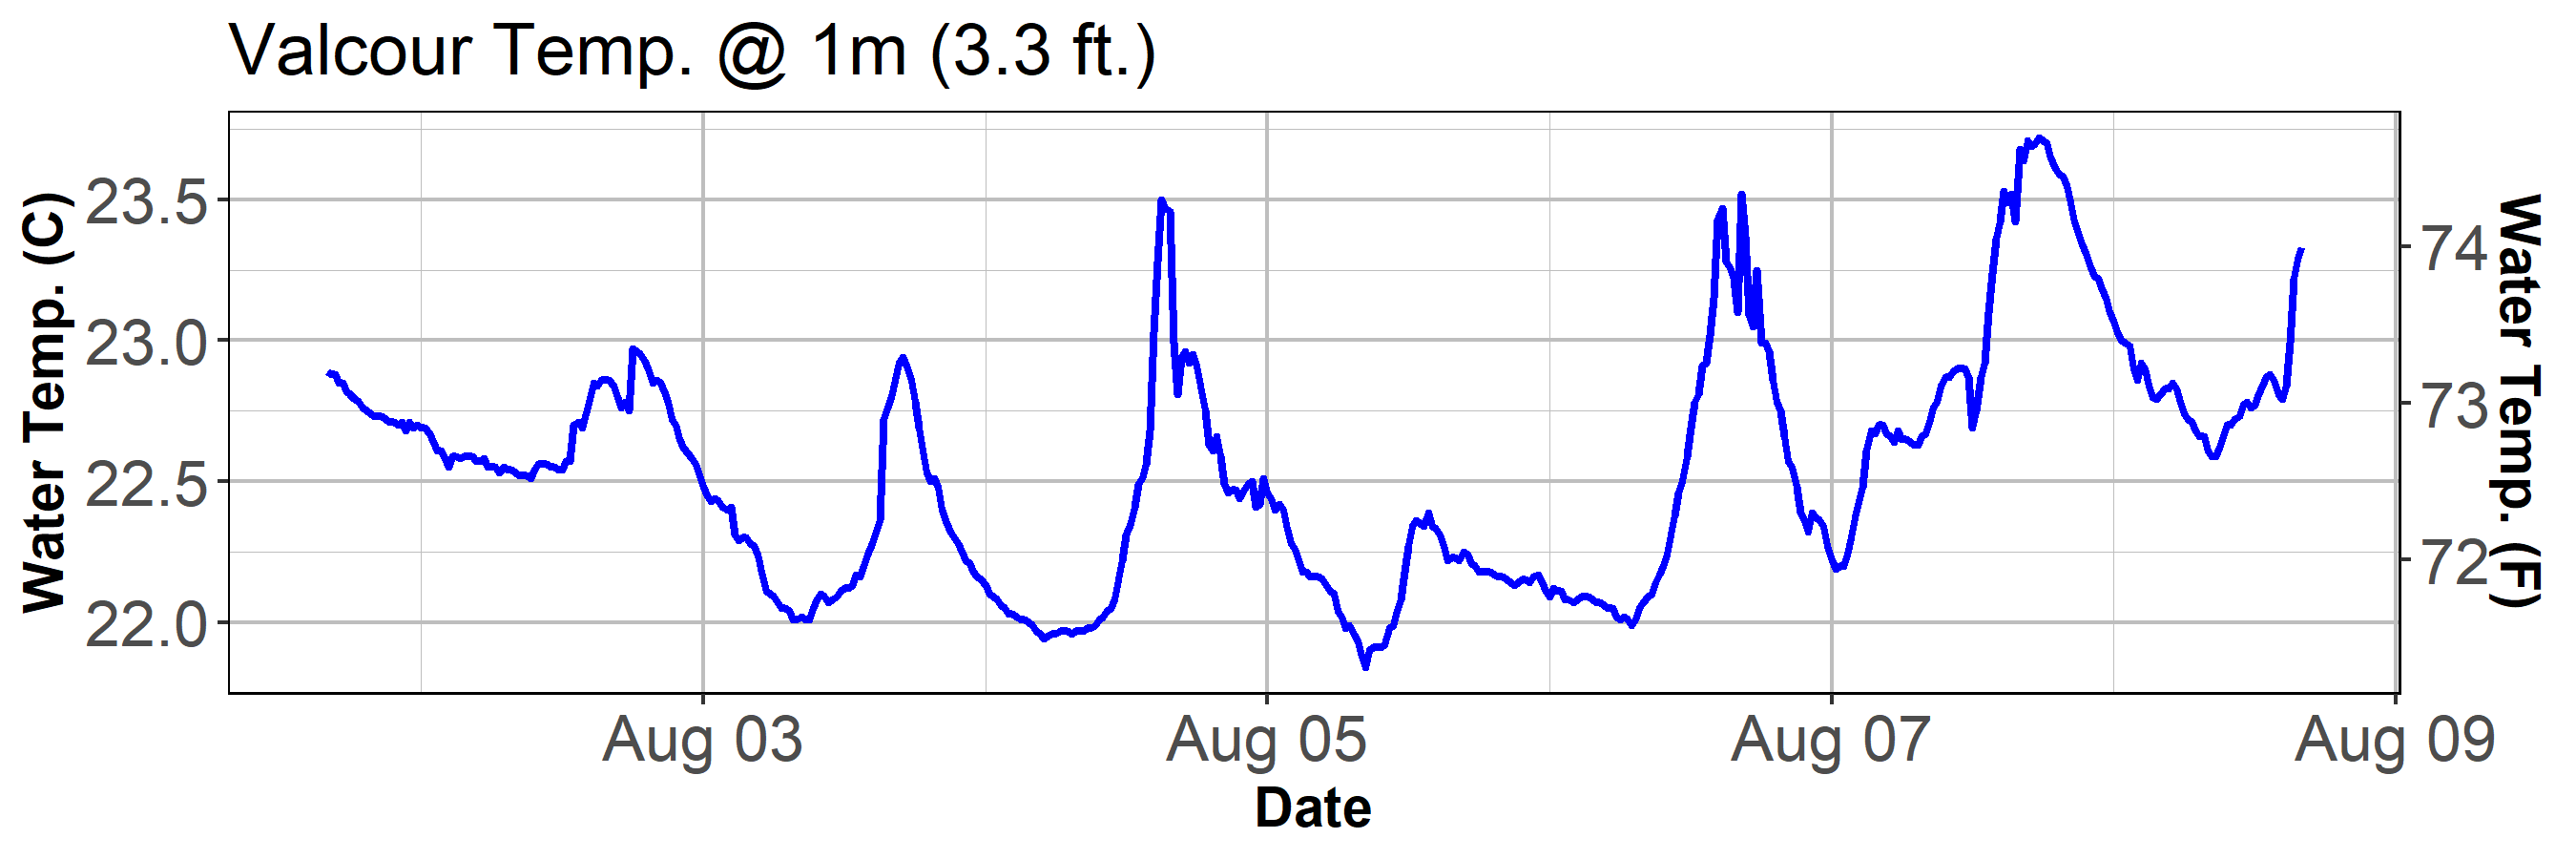 Valcour Temp. @ 1m (3.3 ft.)
Water Temp. (C)
23.5
23.0
22.5
22.0
74
73
72
Water Temp. (F)
Aug 03
Aug 05
Aug 07
Aug 09
Date